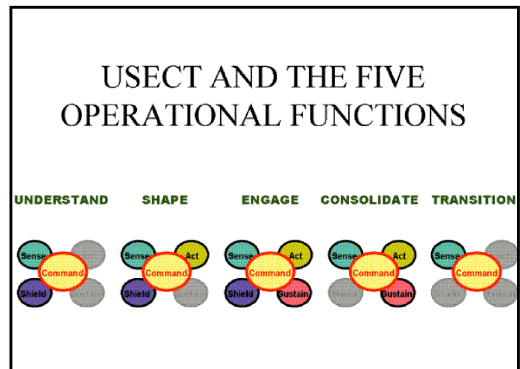 USECT AND THE FIVE
OPERATIONAL FUNCTIONS
UNDERSTAND SHAPE ENGAGE CONSOLIDATE TRANSITION
Sense Sense Act Sense Act Sense Act Sense
Command Command Command Command Command
Shield Shield Shield Sustain Sustain